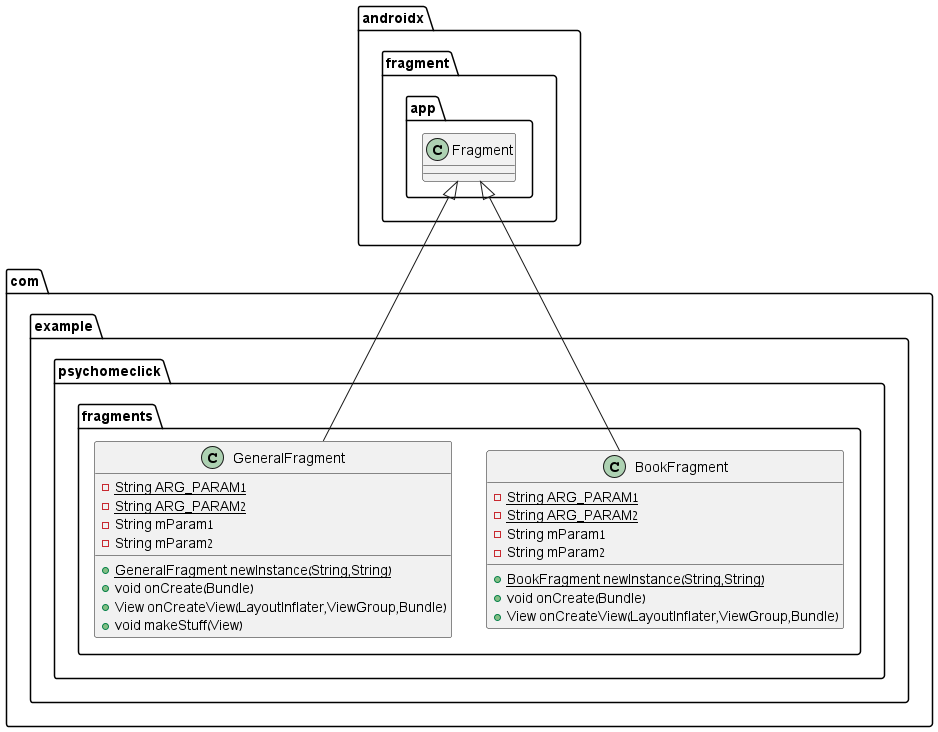 androidx
fragment
app
C Fragment
com
example
psychomeclick
fragments
C GeneralFragment
String ARG_PARAM1
String ARG_PARAM2
String mParam1
String mParam2
GeneralFragment newInstance(String,String)
void onCreate(Bundle)
View onCreateView(LayoutInflater,ViewGroup,Bundle)
void makeStuff(View)
C BookFragment
String ARG_PARAM1
String ARG_PARAM2
String mParam1
String mParam2
BookFragment newInstance(String,String)
void onCreate(Bundle)
View onCreateView(LayoutInflater,ViewGroup,Bundle)